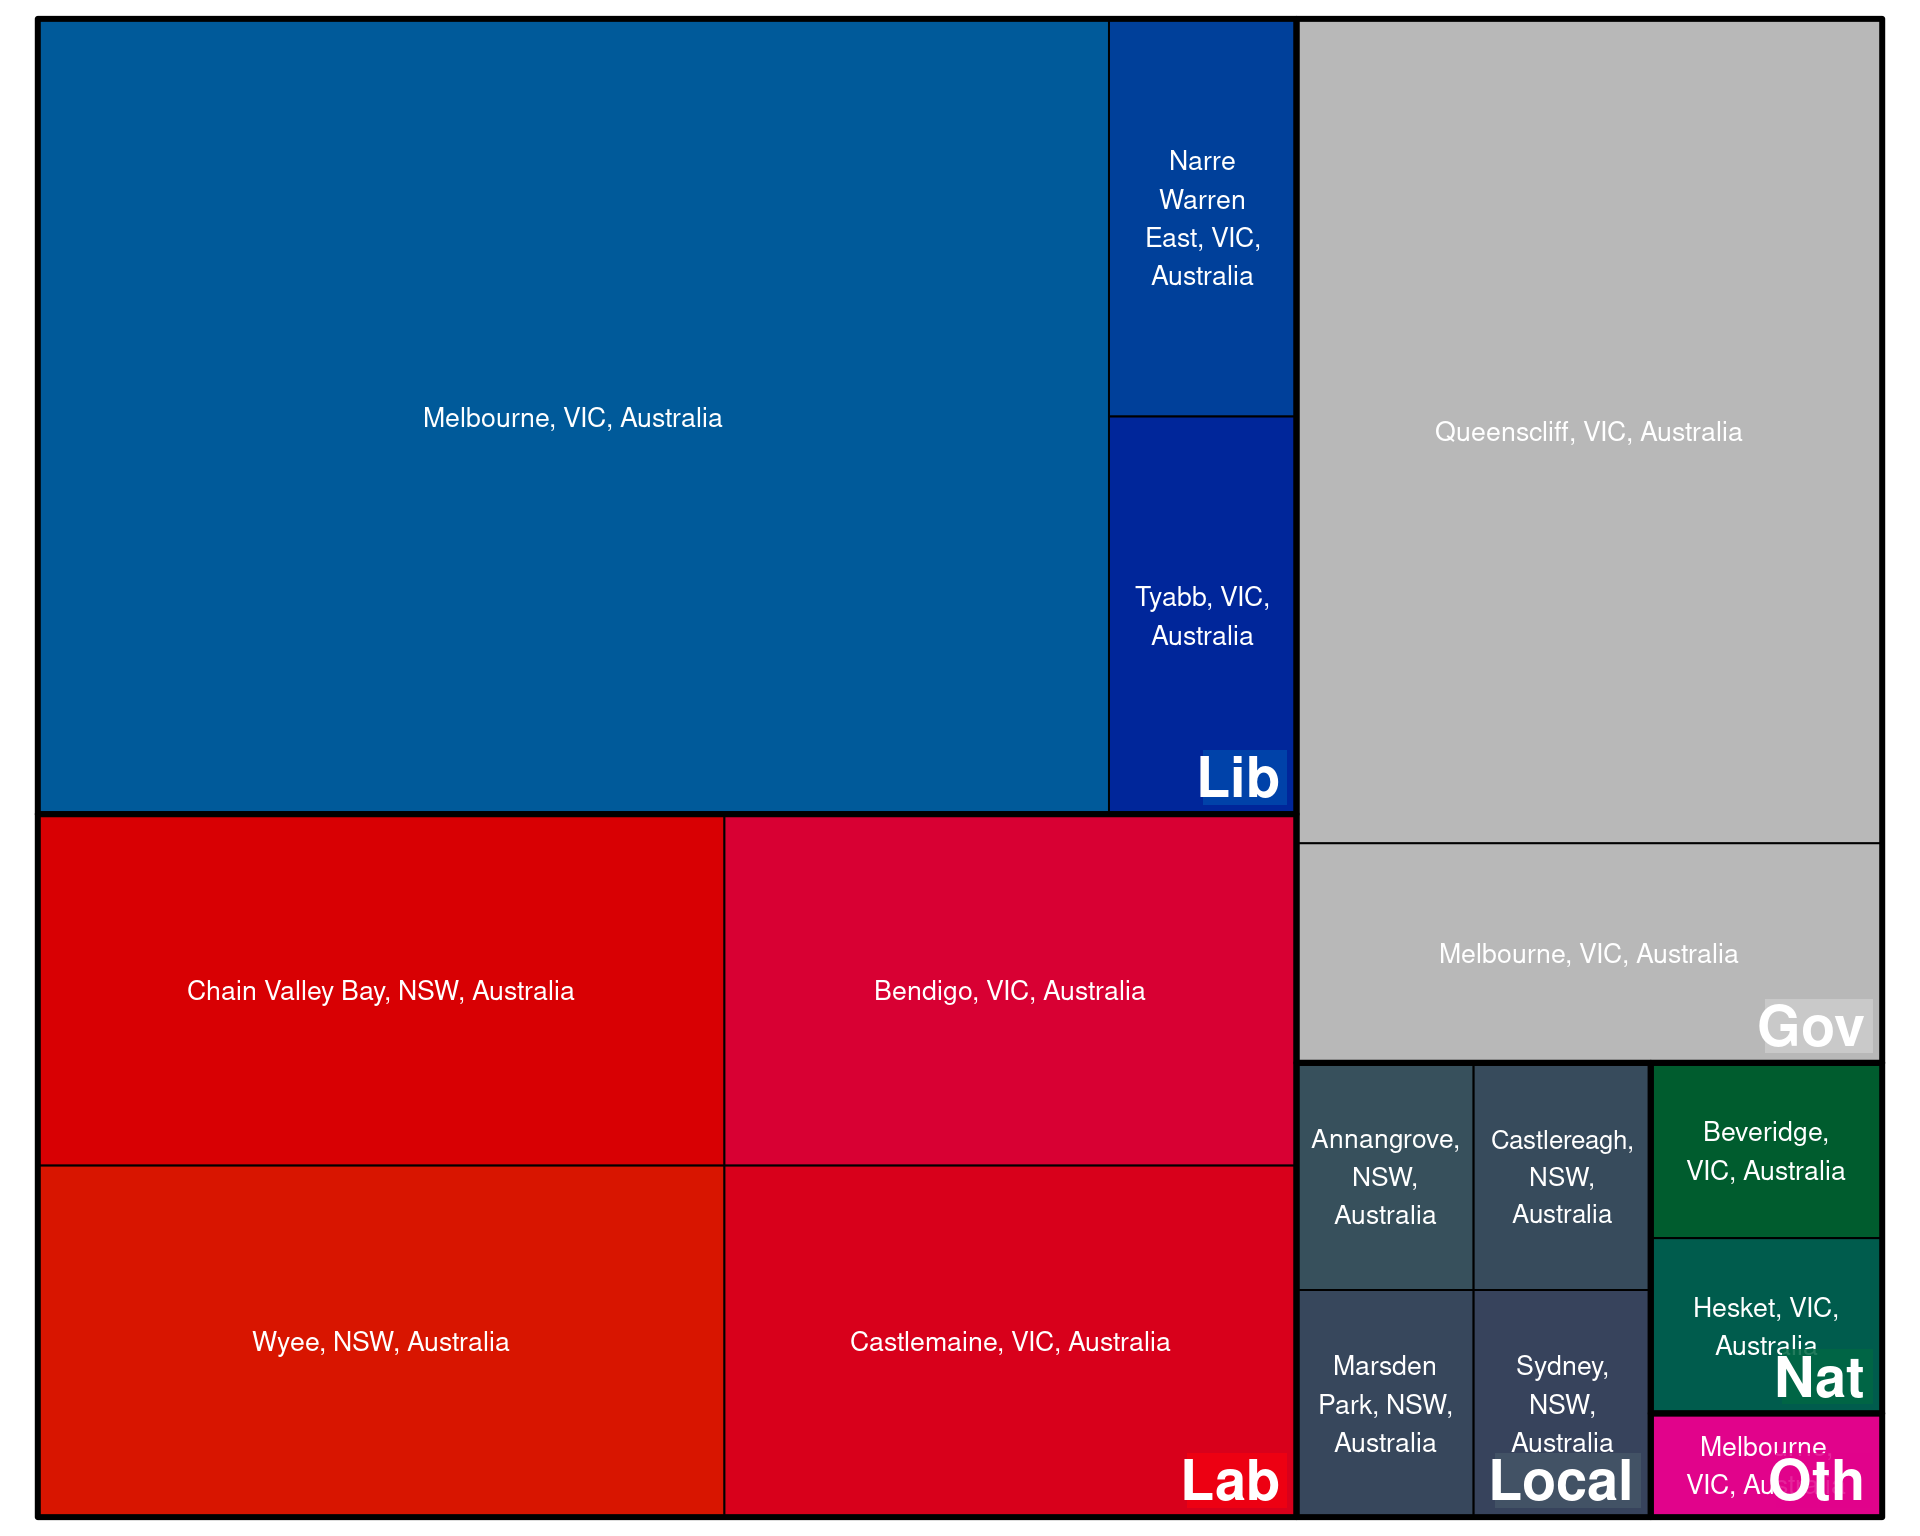 Melbourne, VIC, Australia
Narre
Warren
East, VIC,
Australia
Tyabb, VIC,
Australia
Lib
Queenscliff, VIC, Australia
Melbourne, VIC, Australia
Gov
Chain Valley Bay, NSW, Australia
Bendigo, VIC, Australia
Wyee, NSW, Australia
Castlemaine, VIC, Australia
Lab
Annangrove,
NSW,
Australia
Castlereagh,
NSW,
Australia
Marsden
Park, NSW,
Australia
Sydney,
NSW,
Australia
Local
Beveridge,
VIC, Australia
Hesket, VIC,
Australia
Nat
Melbourne,
VIC, Australia
Oth